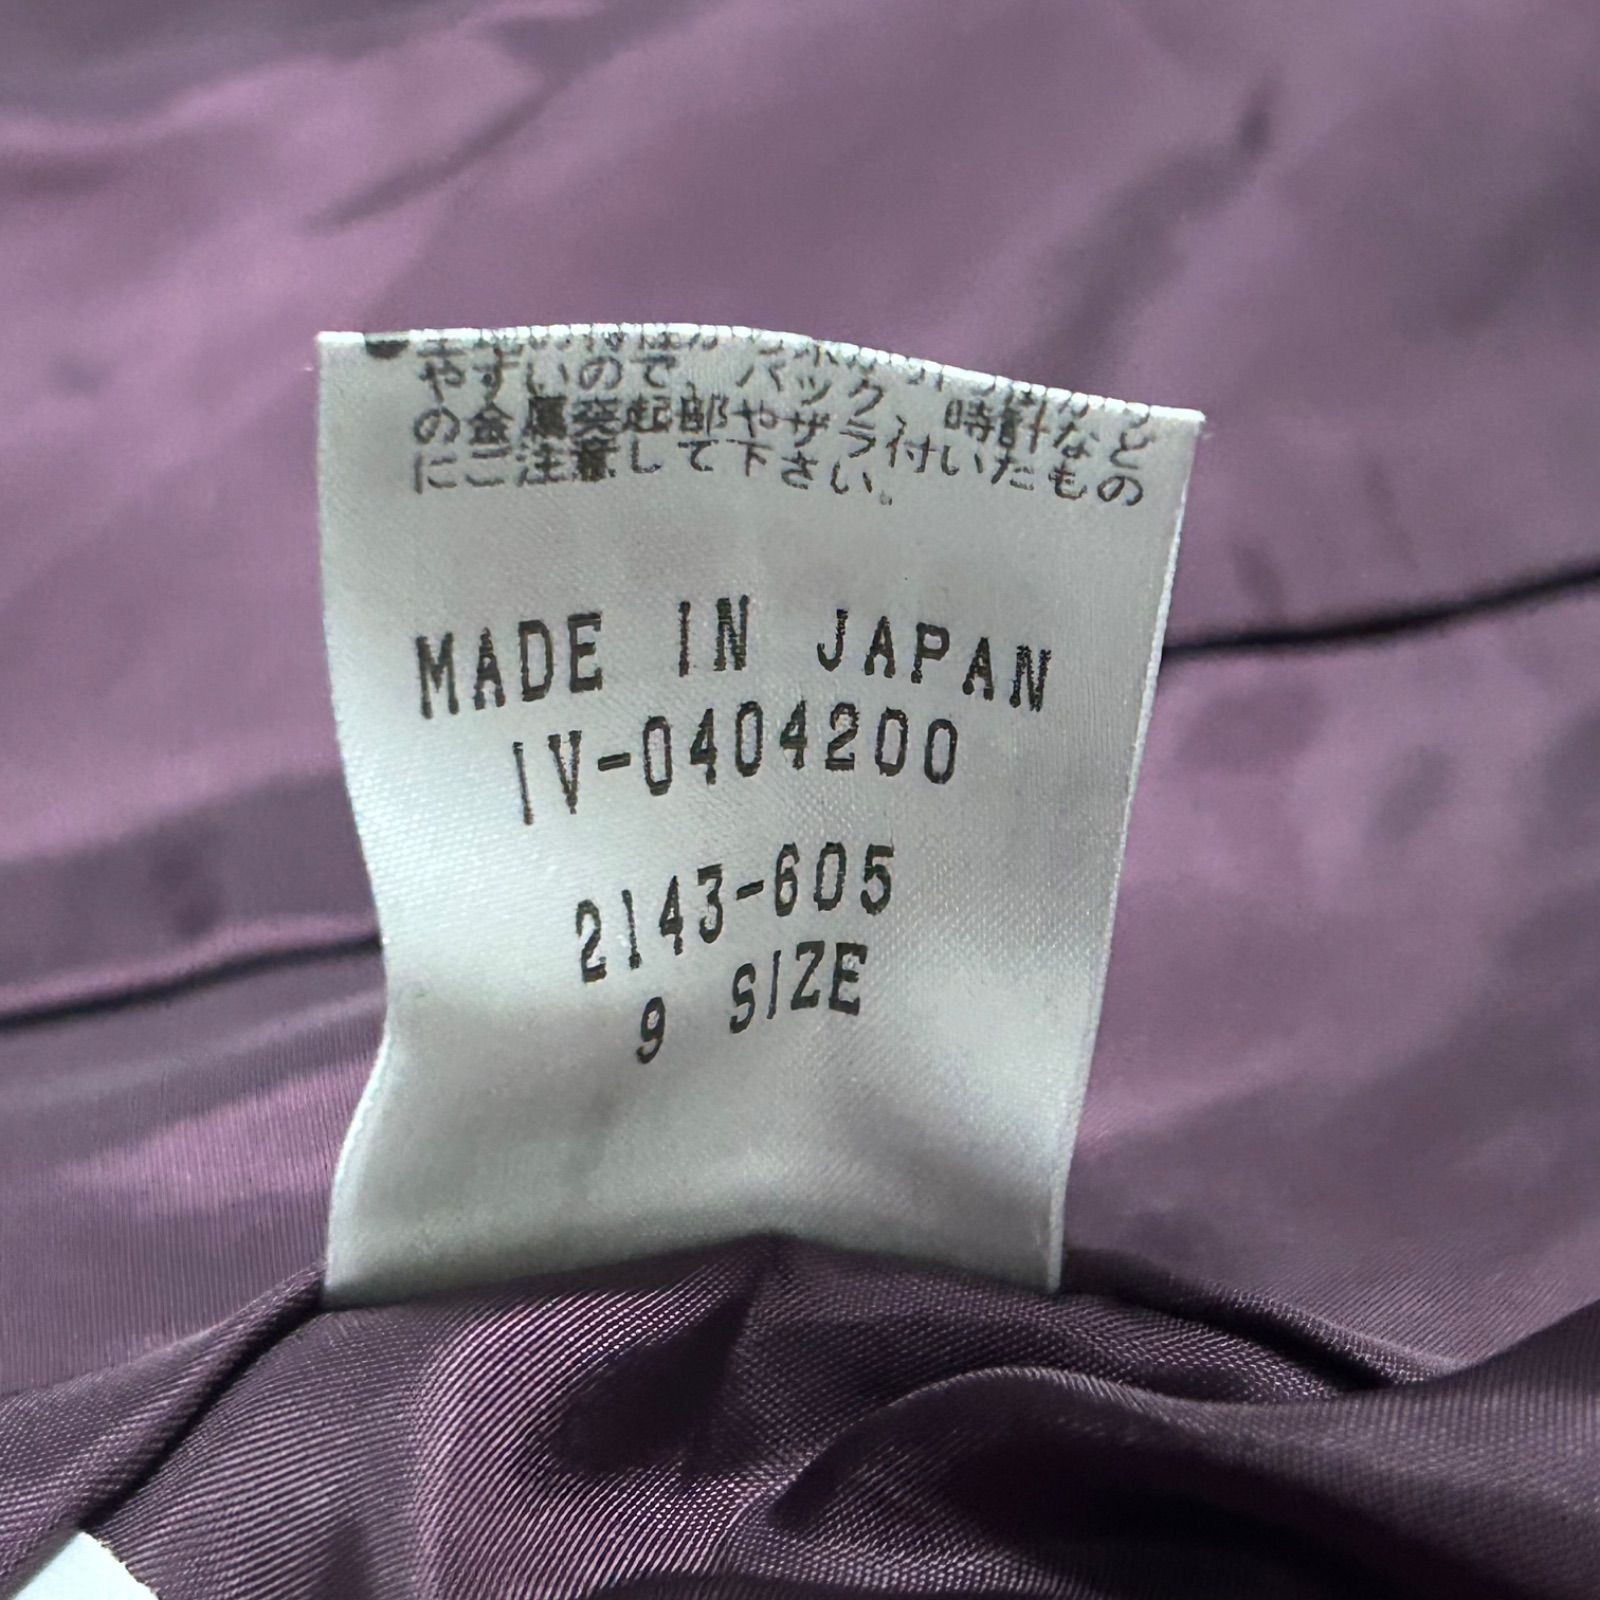 やすいので、バック、時計など
の金属突起部やザラ付いたもの
にご注意して下さい。
MADE IN JAPAN
IV-0404200
2143-605
9 SIZE